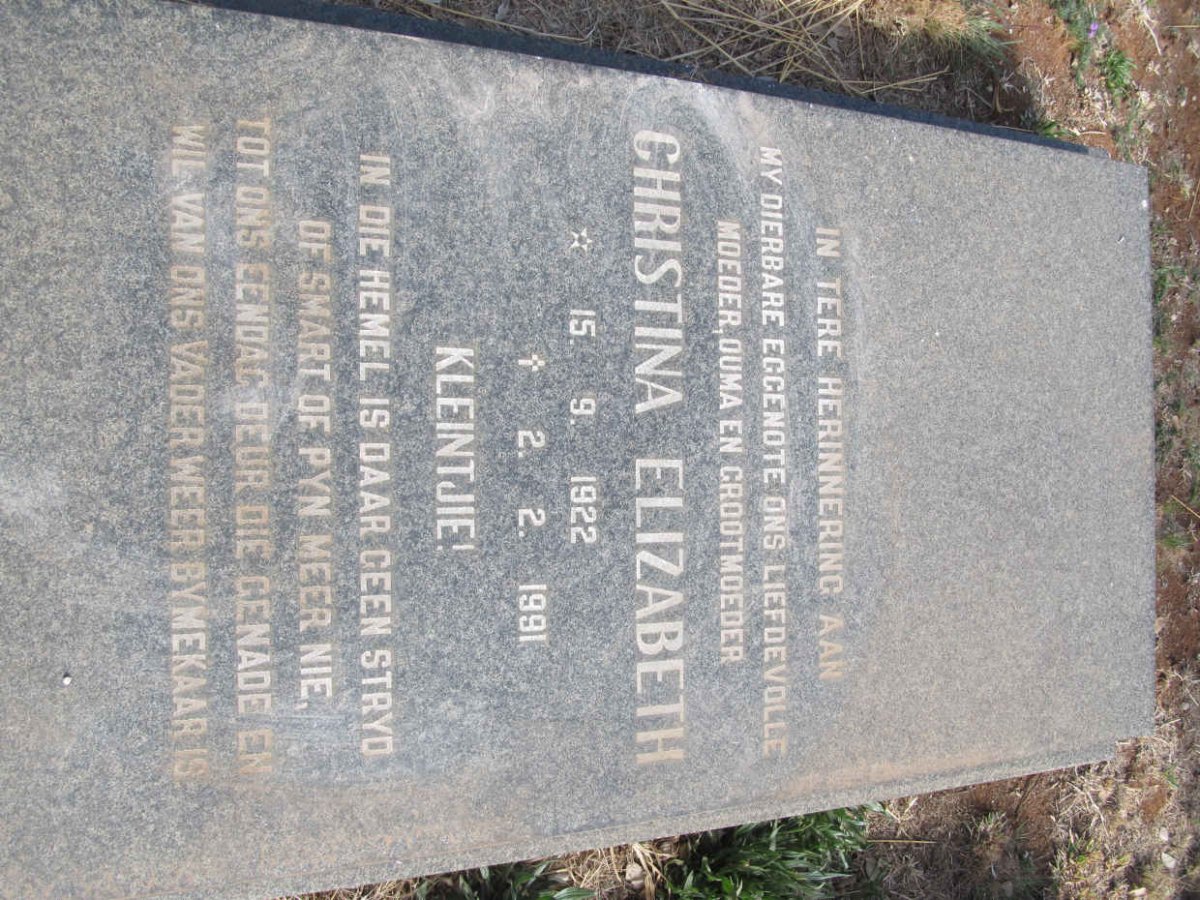 IN TERE HERINNERING AAN
MY DIERBARE EGGENOTE ONS LIEFDEVOLLE
MOEDER, OUMA EN GROOTMOEDER
CHRISTINA ELIZABETH
15. 9. 1922
2. 2. 1991
KLEINTJIE!
IN DIE HEMEL IS DAAR GEEN STRYD
OF SMART OF PYN MEER NIE,
TOT ONS EENDAG DEUR DIE GENADE EN
WIL VAN ONS VADER WEER BYMEKAAR IS